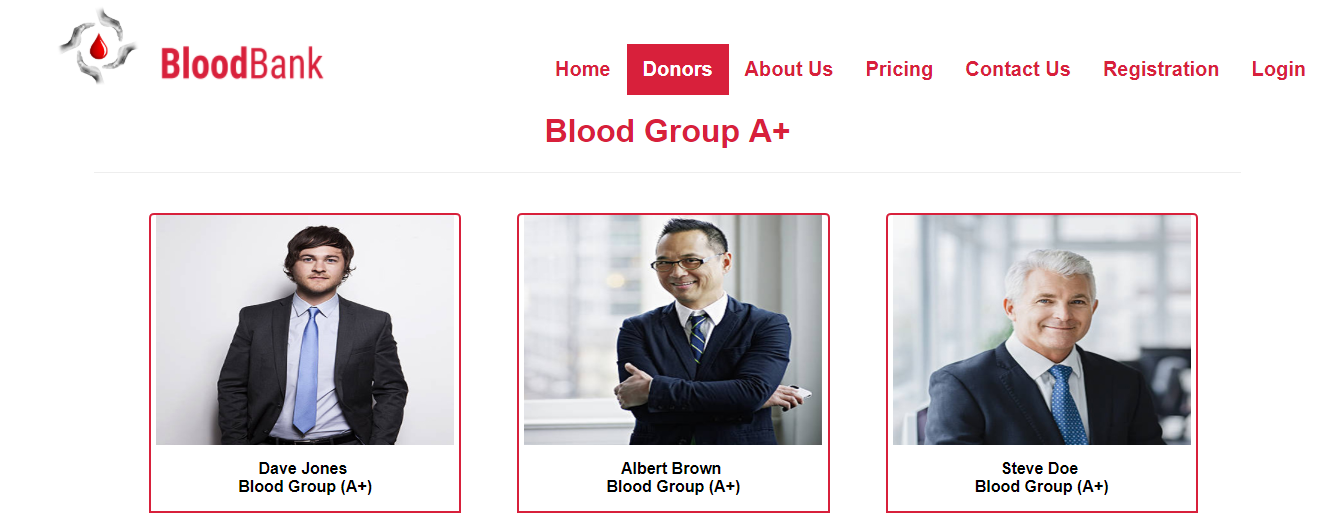 BloodBank
Home Donors About Us Pricing Contact Us Registration Login
Blood Group A+
Dave Jones
Blood Group (A+)
Albert Brown
Blood Group (A+)
Steve Doe
Blood Group (A+)